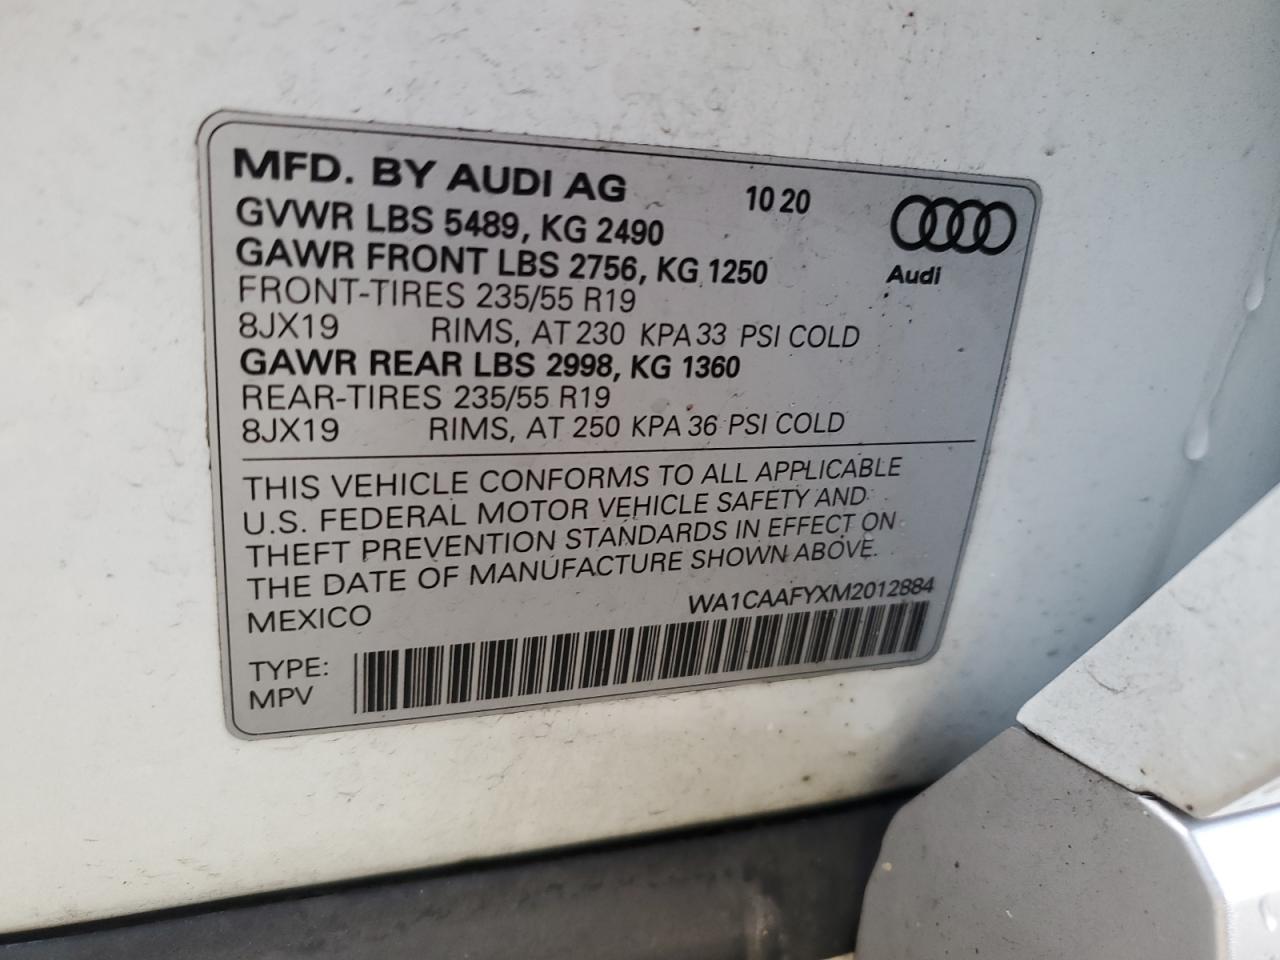 MFD. BY AUDI AG 10 20
GVWR LBS 5489, KG 2490
GAWR FRONT LBS 2756, KG 1250
Audi
FRONT-TIRES 235/55 R19
8JX19 RIMS, AT 230 KPA 33 PSI COLD
GAWR REAR LBS 2998, KG 1360
REAR-TIRES 235/55 R19
8JX19 RIMS, AT 250 KPA 36 PSI COLD
THIS VEHICLE CONFORMS TO ALL APPLICABLE
U.S. FEDERAL MOTOR VEHICLE SAFETY AND
THEFT PREVENTION STANDARDS IN EFFECT ON
THE DATE OF MANUFACTURE SHOWN ABOVE.
MEXICO WA1CAAFYXM2012884
TYPE:
MPV